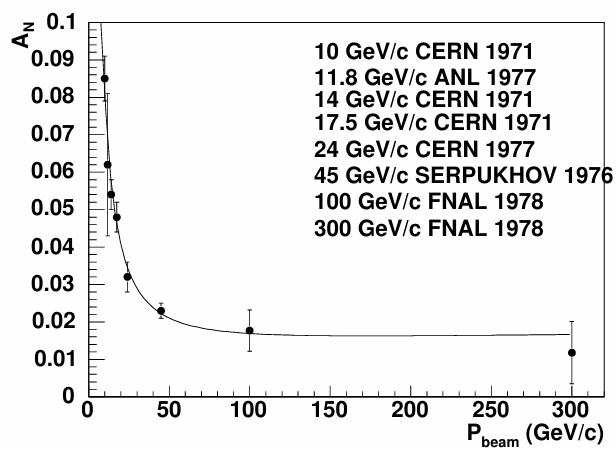 A_N
0.1
0.09
0.08
0.07
0.06
0.05
0.04
0.03
0.02
0.01
0
10 GeV/c CERN 1971
11.8 GeV/c ANL 1977
14 GeV/c CERN 1971
17.5 GeV/c CERN 1971
24 GeV/c CERN 1977
45 GeV/c SERPUKHOV 1976
100 GeV/c FNAL 1978
300 GeV/c FNAL 1978
0 50 100 150 200 250 300
P_beam (GeV/c)